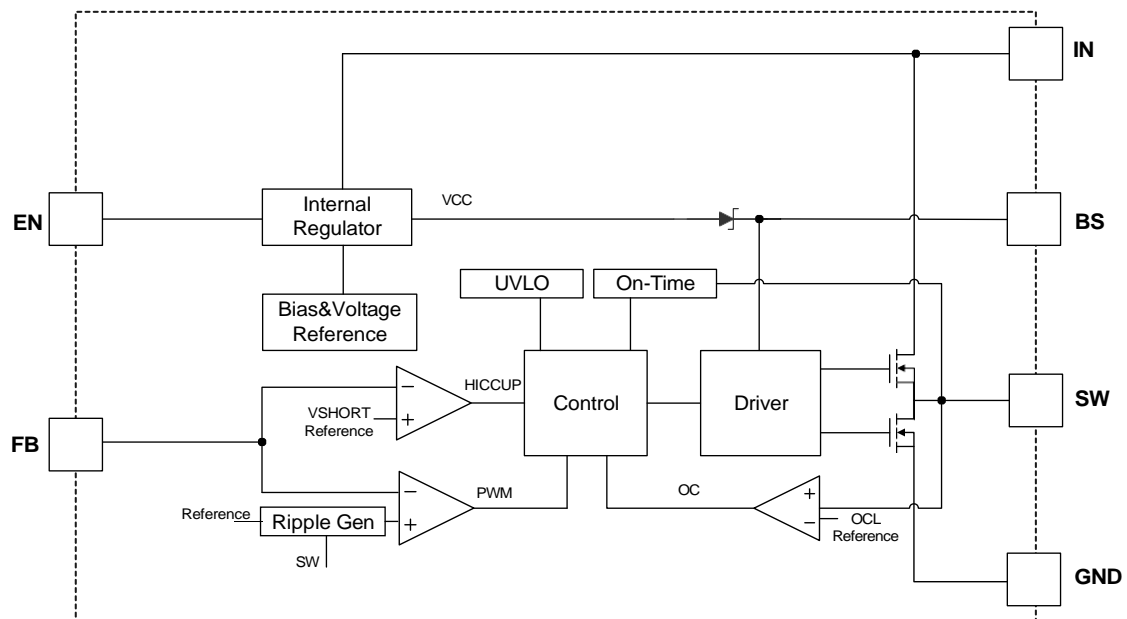 IN
EN
Internal
Regulator
VCC
BS
UVLO
On-Time
Bias&Voltage
Reference
HICCUP
VSHORT
Reference
Control
Driver
SW
FB
PWM
OC
Reference
Ripple Gen
SW
OCL
Reference
GND